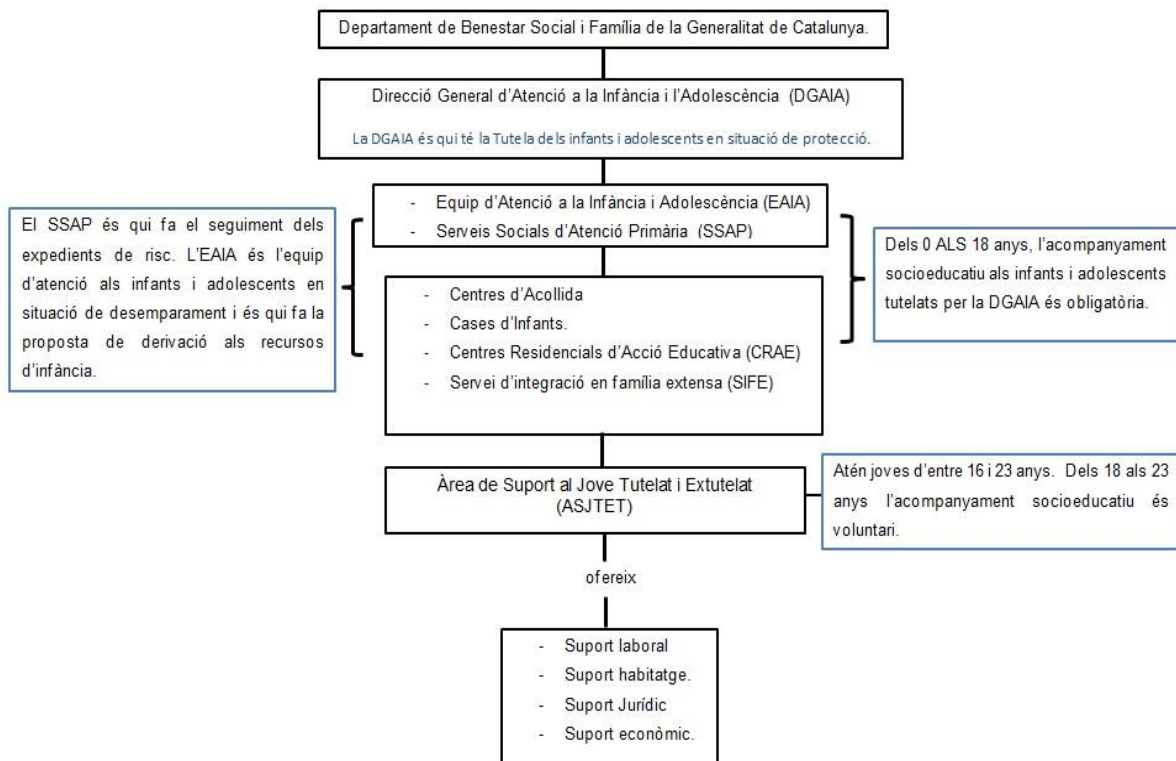 Departament de Benestar Social i Família de la Generalitat de Catalunya.
Direcció General d'Atenció a la Infància i l'Adolescència (DGAIA)
La DGAIA és qui té la Tutela dels infants i adolescents en situació de protecció.
- Equip d'Atenció a la Infància i Adolescència (EAIA)
- Serveis Socials d'Atenció Primària (SSAP)
El SSAP és qui fa el seguiment dels
expedients de risc. L'EAIA és l'equip
d'atenció als infants i adolescents en
situació de desemparament i és qui fa la
proposta de derivació als recursos
d'infància.
Dels 0 ALS 18 anys, l'acompanyament
socioeducatiu als infants i adolescents
tutelats per la DGAIA és obligatòria.
- Centres d'Acollida
- Cases d'Infants.
- Centres Residencials d'Acció Educativa (CRAE)
- Servei d'integració en família extensa (SIFE)
Àrea de Suport al Jove Tutelat i Extutelat
(ASJTET)
Atén joves d'entre 16 i 23 anys. Dels 18 als 23
anys l'acompanyament socioeducatiu és
voluntari.
ofereix
- Suport laboral
- Suport habitatge.
- Suport Jurídic
- Suport econòmic.